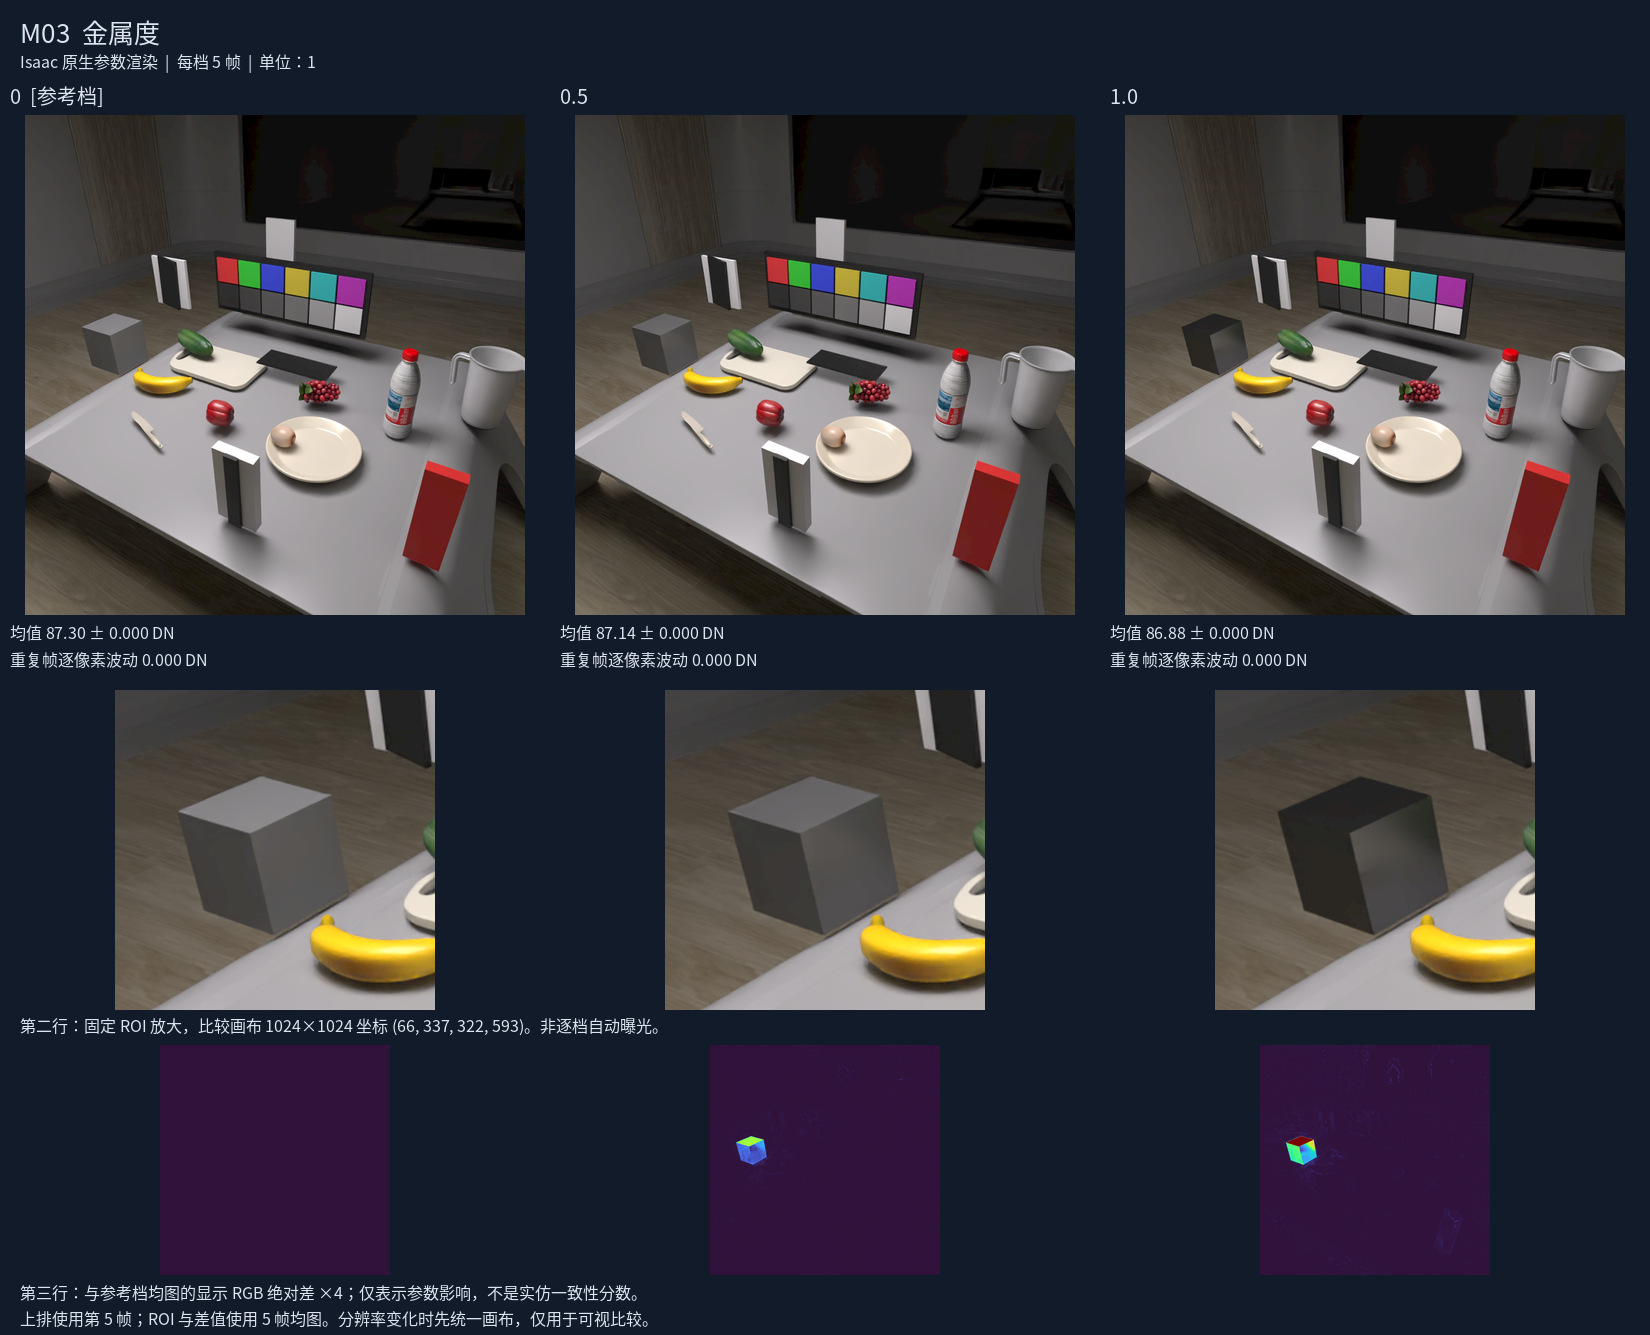 M03 金属度
Isaac 原生参数渲染 | 每档 5 帧 | 单位：1
0 [参考档]
0.5
1.0
均值 87.30 ± 0.000 DN
重复帧逐像素波动 0.000 DN
均值 87.14 ± 0.000 DN
重复帧逐像素波动 0.000 DN
均值 86.88 ± 0.000 DN
重复帧逐像素波动 0.000 DN
第二行：固定 ROI 放大，比较画布 1024×1024 坐标 (66, 337, 322, 593)。非逐档自动曝光。
第三行：与参考档均图的显示 RGB 绝对差 ×4；仅表示参数影响，不是实仿一致性分数。
上排使用第 5 帧；ROI 与差值使用 5 帧均图。分辨率变化时先统一画布，仅用于可视比较。